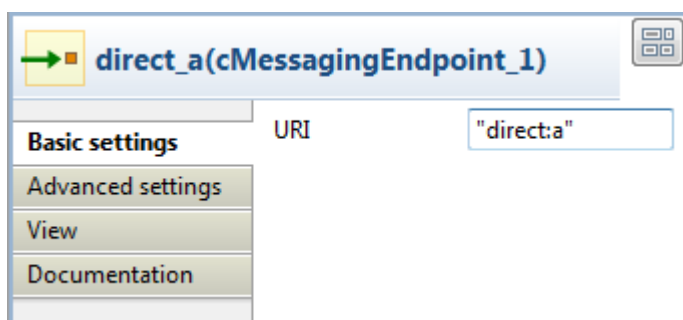 direct_a(cMessagingEndpoint_1)
Basic settings
URI "direct:a"
Advanced settings
View
Documentation